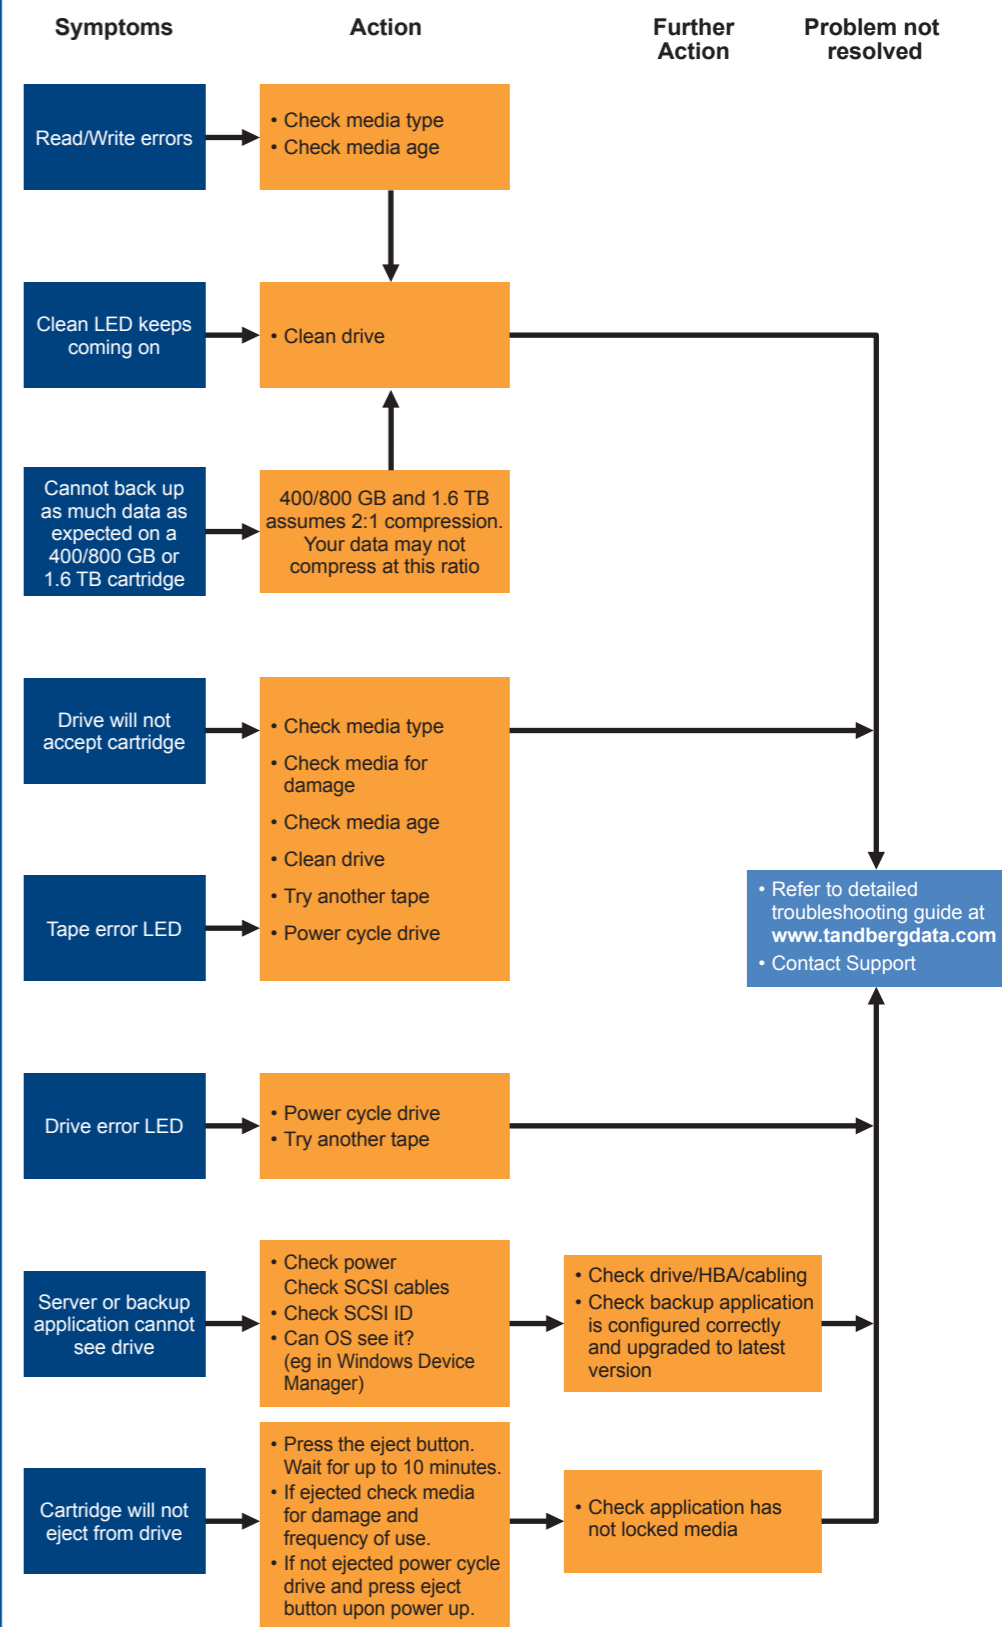 Symptoms
Action
Further
Action
Problem not
resolved
Read/Write errors
• Check media type
• Check media age
Clean LED keeps
coming on
• Clean drive
Cannot back up
as much data as
expected on a
400/800 GB or
1.6 TB cartridge
400/800 GB and 1.6 TB
assumes 2:1 compression.
Your data may not
compress at this ratio
Drive will not
accept cartridge
• Check media type
• Check media for
damage
• Check media age
• Clean drive
• Try another tape
• Power cycle drive
Tape error LED
• Refer to detailed
troubleshooting guide at
www.tandbergdata.com
• Contact Support
Drive error LED
• Power cycle drive
• Try another tape
Server or backup
application cannot
see drive
• Check power
Check SCSI cables
• Check SCSI ID
• Can OS see it?
(eg in Windows Device
Manager)
• Check drive/HBA/cabling
• Check backup application
is configured correctly
and upgraded to latest
version
Cartridge will not
eject from drive
• Press the eject button.
Wait for up to 10 minutes.
• If ejected check media
for damage and
frequency of use.
• If not ejected power cycle
drive and press eject
button upon power up.
• Check application has
not locked media